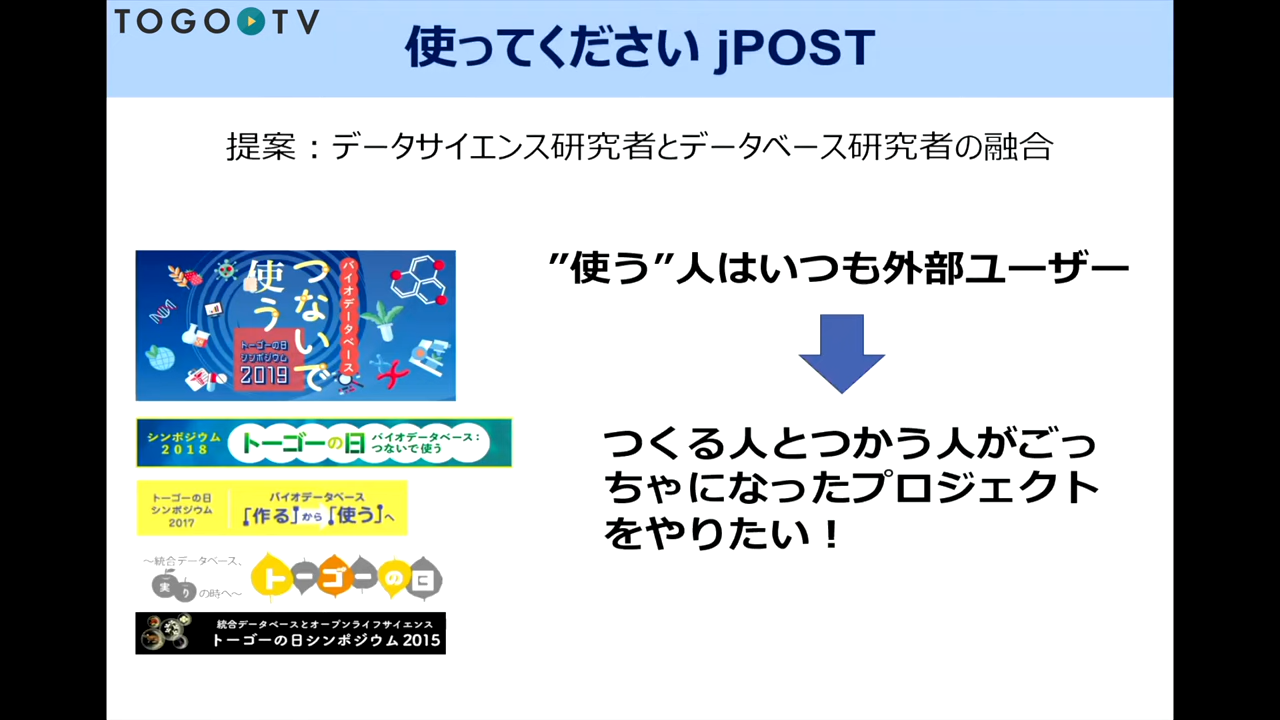 TOGO TV
使ってください jPOST
提案：データサイエンス研究者とデータベース研究者の融合
バイオデータベース
つないで
使う
トーゴーの日
シンポジウム
2019
シンポジウム
2018
トーゴーの日
バイオデータベース：
つないで使う
トーゴーの日
シンポジウム
2017
バイオデータベース
「作る」から「使う」へ
～統合データベース、
実りの時へ～
トーゴーの日
統合データベースとオープンライフサイエンス
トーゴーの日シンポジウム2015
”使う”人はいつも外部ユーザー
つくる人とつかう人がごっ
ちゃになったプロジェクト
をやりたい！